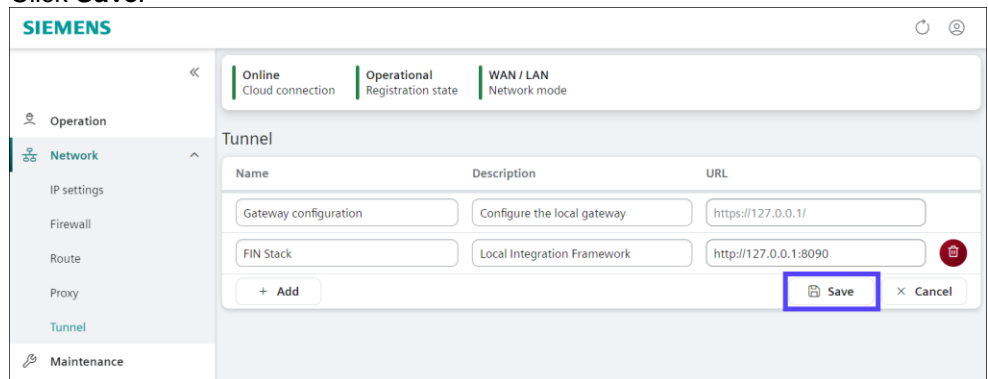 Click Save.
SIEMENS
Online
Cloud connection
Operational
Registration state
WAN / LAN
Network mode
Operation
Network
IP settings
Firewall
Route
Proxy
Tunnel
Maintenance
Tunnel
Name Description URL
Gateway configuration Configure the local gateway https://127.0.0.1/
FIN Stack Local Integration Framework http://127.0.0.1:8090
+ Add Save × Cancel